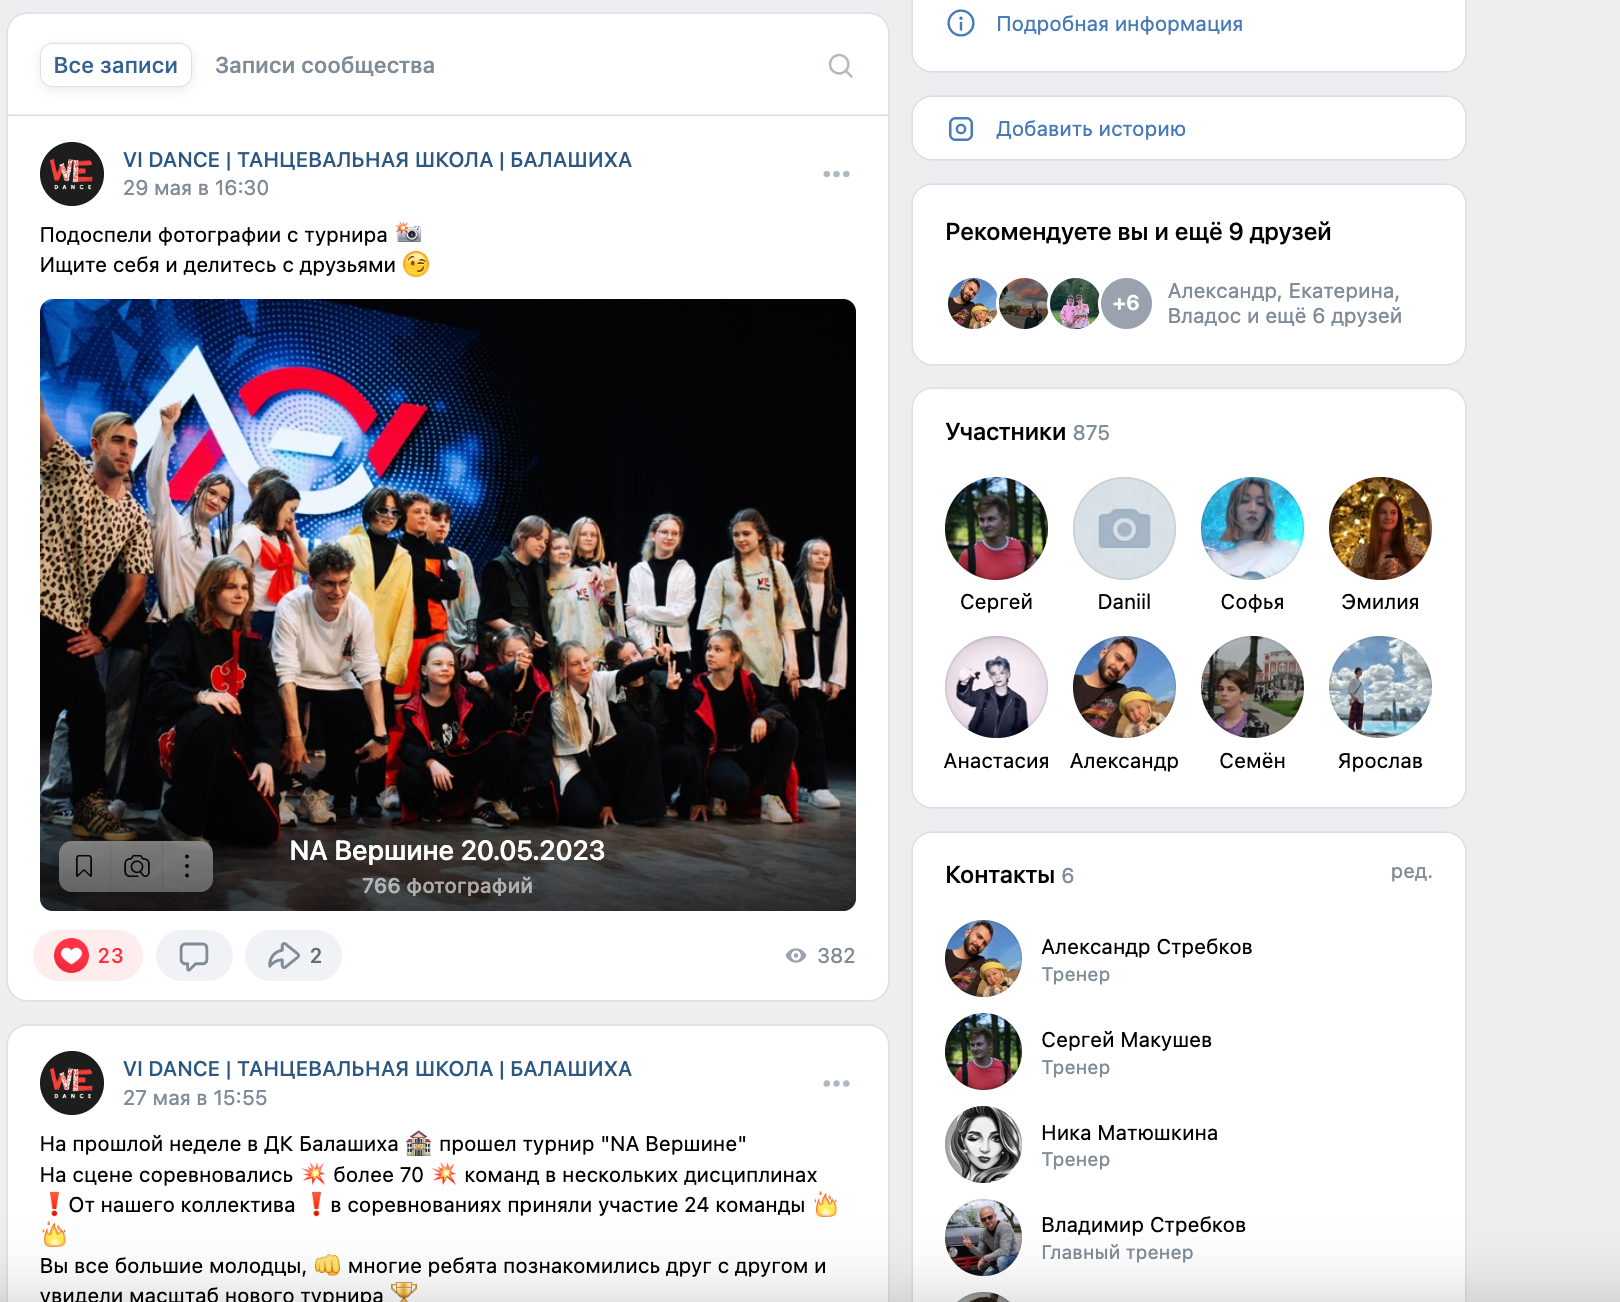 Все записи
Записи сообщества
WE
DANCE
VI DANCE | ТАНЦЕВАЛЬНАЯ ШКОЛА | БАЛАШИХА
29 мая в 16:30
Подоспели фотографии с турнира 📸
Ищите себя и делитесь с друзьями 😉
NA Вершине 20.05.2023
766 фотографий
23
2
382
WE
DANCE
VI DANCE | ТАНЦЕВАЛЬНАЯ ШКОЛА | БАЛАШИХА
27 мая в 15:55
На прошлой неделе в ДК Балашиха 🏤 прошел турнир "NA Вершине"
На сцене соревновались 💥 более 70 💥 команд в нескольких дисциплинах
❗От нашего коллектива ❗в соревнованиях приняли участие 24 команды 🔥
🔥
Вы все большие молодцы, 👊 многие ребята познакомились друг с другом и
увидели масштаб нового турнира 🏆
Подробная информация
Добавить историю
Рекомендуете вы и ещё 9 друзей
+6
Александр, Екатерина,
Владос и ещё 6 друзей
Участники 875
Сергей
Daniil
Софья
Эмилия
Анастасия
Александр
Семён
Ярослав
Контакты 6
ред.
Александр Стребков
Тренер
Сергей Макушев
Тренер
Ника Матюшкина
Тренер
Владимир Стребков
Главный тренер